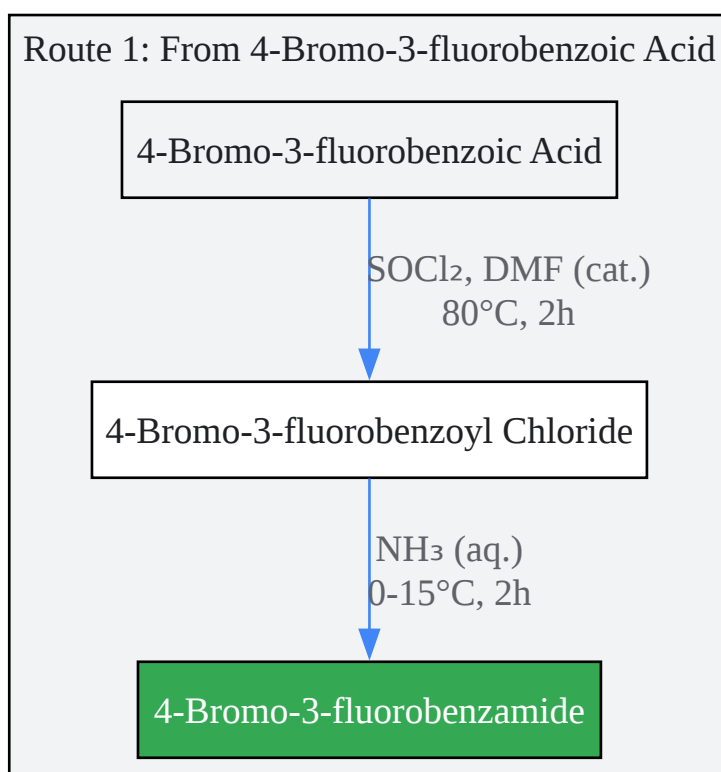 Route 1: From 4-Bromo-3-fluorobenzoic Acid
4-Bromo-3-fluorobenzoic Acid
SOCl₂, DMF (cat.)
80°C, 2h
4-Bromo-3-fluorobenzoyl Chloride
NH₃ (aq.)
0-15°C, 2h
4-Bromo-3-fluorobenzamide